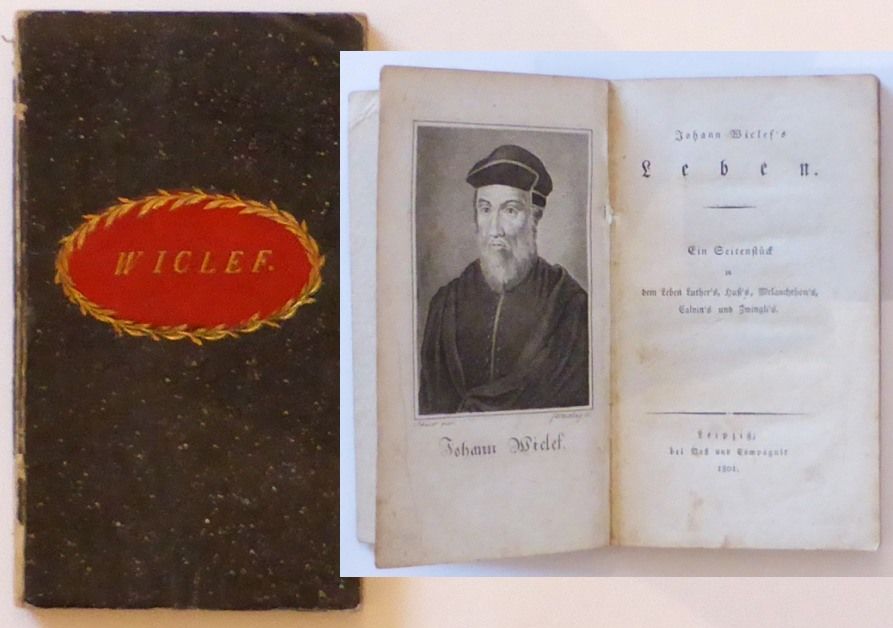 WICLEF.
Johann Wiclef.
Johann Wiclef's
Leben.
Ein Seitenstück
zu
dem Leben Luther's, Huß's, Melanchthon's,
Calvin's und Zwingli's.
Leipzig,
bei Voß und Compagnie
1801.